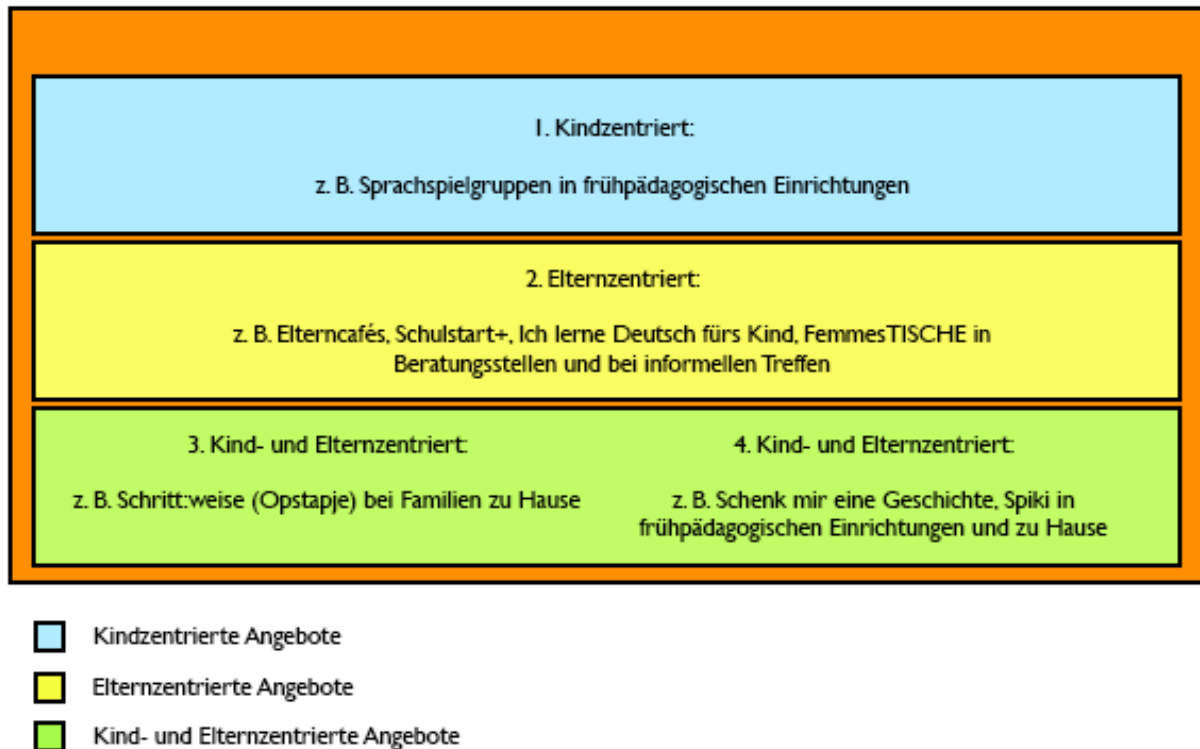 1. Kindzentriert:
z. B. Sprachspielgruppen in frühpädagogischen Einrichtungen
2. Elternzentriert:
z. B. Elterncafés, Schulstart+, Ich lerne Deutsch fürs Kind, FemmesTISCHE in
Beratungsstellen und bei informellen Treffen
3. Kind- und Elternzentriert:
z. B. Schritt:weise (Opstapje) bei Familien zu Hause
4. Kind- und Elternzentriert:
z. B. Schenk mir eine Geschichte, Spiki in
frühpädagogischen Einrichtungen und zu Hause
Kindzentrierte Angebote
Elternzentrierte Angebote
Kind- und Elternzentrierte Angebote